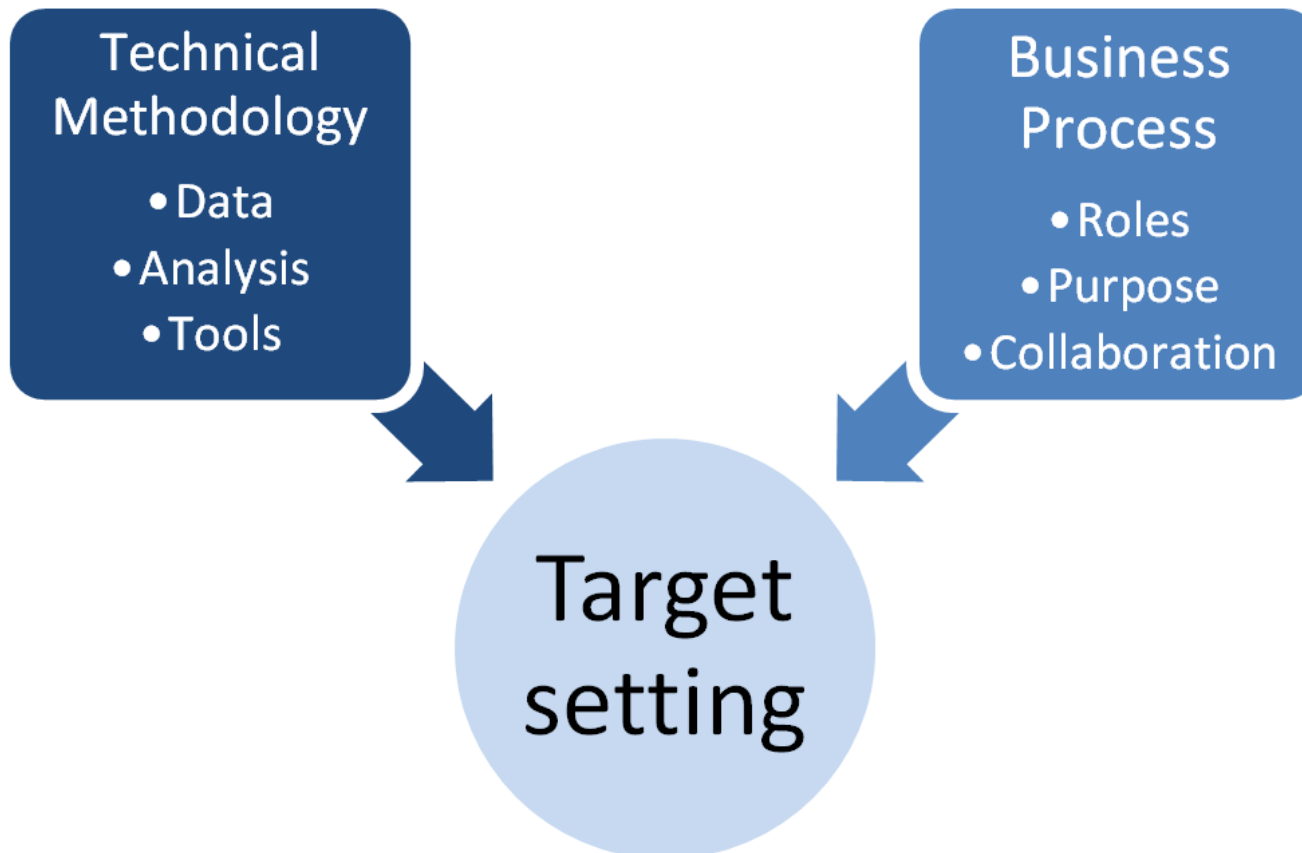 Technical
Methodology
• Data
• Analysis
• Tools
Business
Process
• Roles
• Purpose
• Collaboration
Target
setting